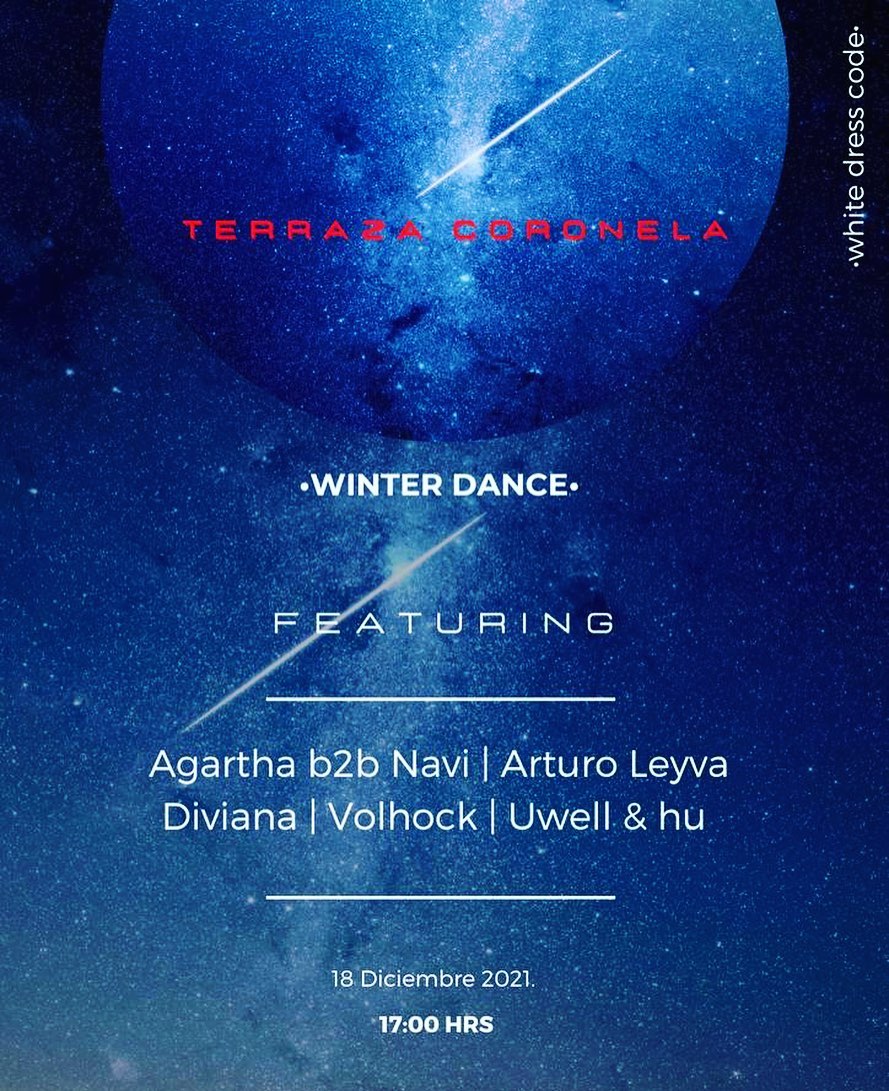 •white dress code•
TERRAZA CORONELA
•WINTER DANCE•
FEATURING
Agartha b2b Navi | Arturo Leyva
Diviana | Volhock | Uwell & hu
18 Diciembre 2021.
17:00 HRS